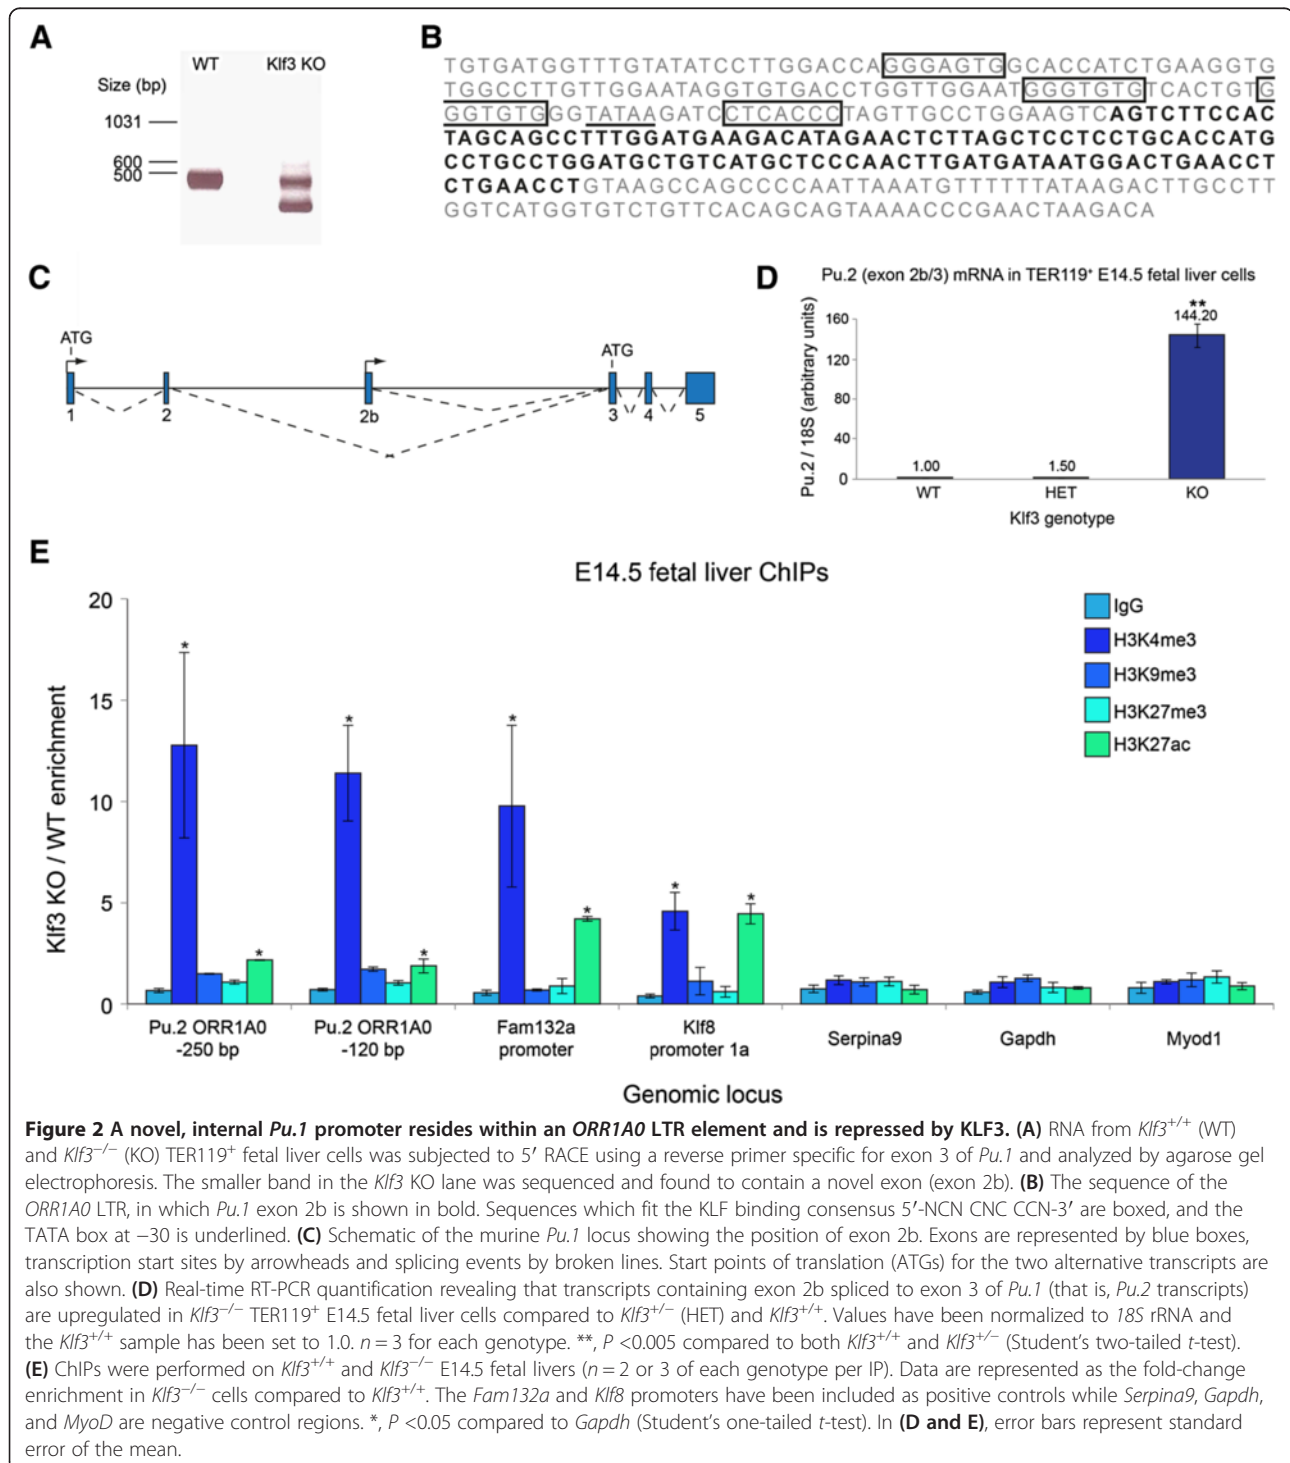 A
WT Klf3 KO
Size (bp)
1031
600
500
B
TGTGATGGTTTGTATATCCTTGGACCAGGGAGTGGCACCATCTGAAGGTG
TGGCCTTGTTGGAATAGGTGTGACCTGGTTGGAATGGGTGTGTCACTGTG
GGTGTGGGTATAAGATCCCTCACCCTAGTTGCCTGGAAGTCAGTCTTCCAC
TAGCAGCCTTTGGATGAAGACATAGAACTCTTAGCTCCTCCTGCACCATG
CCTGCCTGGATGCTGTCATGCTCCCAACTTGATGATAATGGACTGAACCT
CTGAACCTGTAAGCCAGCCCCAATTAAATGTTTTTTATAAGACTTGCCTT
GGTCATGGTGTCTGTTCACAGCAGTAAAACCCGAACTAAGACA
C
ATG
ATG
1 2 2b 3 4 5
D
Pu.2 (exon 2b/3) mRNA in TER119+ E14.5 fetal liver cells
Pu.2 / 18S (arbitrary units)
160
120
80
40
0
1.00
1.50
**
144.20
WT HET KO
Klf3 genotype
E
E14.5 fetal liver ChIPs
Klf3 KO / WT enrichment
20
15
10
5
0
* * * * * * * *
IgG
H3K4me3
H3K9me3
H3K27me3
H3K27ac
Pu.2 ORR1A0 -250 bp
Pu.2 ORR1A0 -120 bp
Fam132a promoter
Klf8 promoter 1a
Serpina9
Gapdh
Myod1
Genomic locus
Figure 2 A novel, internal Pu.1 promoter resides within an ORR1A0 LTR element and is repressed by KLF3. (A) RNA from Klf3+/+ (WT)
and Klf3−/− (KO) TER119+ fetal liver cells was subjected to 5′ RACE using a reverse primer specific for exon 3 of Pu.1 and analyzed by agarose gel
electrophoresis. The smaller band in the Klf3 KO lane was sequenced and found to contain a novel exon (exon 2b). (B) The sequence of the
ORR1A0 LTR, in which Pu.1 exon 2b is shown in bold. Sequences which fit the KLF binding consensus 5′-NCN CNC CCN-3′ are boxed, and the
TATA box at −30 is underlined. (C) Schematic of the murine Pu.1 locus showing the position of exon 2b. Exons are represented by blue boxes,
transcription start sites by arrowheads and splicing events by broken lines. Start points of translation (ATGs) for the two alternative transcripts are
also shown. (D) Real-time RT-PCR quantification revealing that transcripts containing exon 2b spliced to exon 3 of Pu.1 (that is, Pu.2 transcripts)
are upregulated in Klf3−/− TER119+ E14.5 fetal liver cells compared to Klf3+/− (HET) and Klf3+/+. Values have been normalized to 18S rRNA and
the Klf3+/+ sample has been set to 1.0. n = 3 for each genotype. **, P <0.005 compared to both Klf3+/+ and Klf3+/− (Student's two-tailed t-test).
(E) ChIPs were performed on Klf3+/+ and Klf3−/− E14.5 fetal livers (n = 2 or 3 of each genotype per IP). Data are represented as the fold-change
enrichment in Klf3−/− cells compared to Klf3+/+. The Fam132a and Klf8 promoters have been included as positive controls while Serpina9, Gapdh,
and MyoD are negative control regions. *, P <0.05 compared to Gapdh (Student's one-tailed t-test). In (D and E), error bars represent standard
error of the mean.